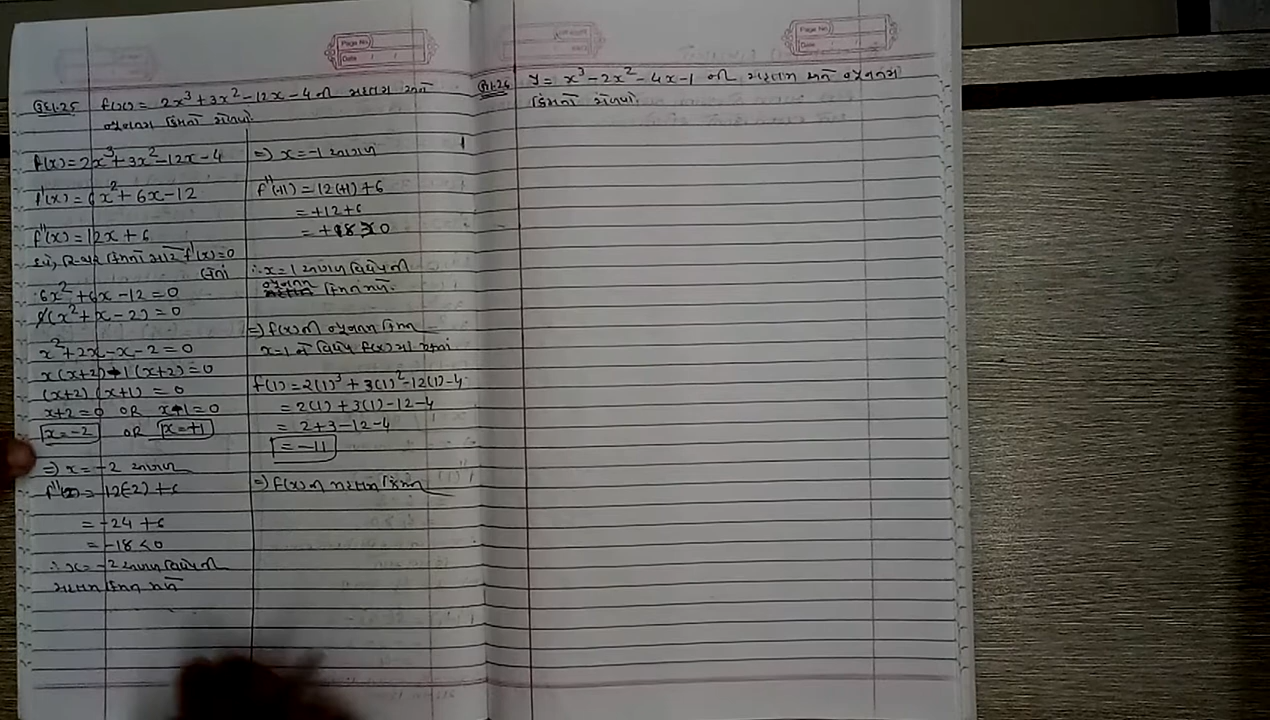 Page No.
Date
Ex-25 f(x) = 2x³+3x²-12x-4 ની મહત્તમ અને
ન્યુનતમ કિંમતો શોધો.
f(x)=2x³+3x²-12x-4
f'(x)=6x²+6x-12
f''(x)=12x+6
હવે, માટે f'(x)=0
લેતાં
6x²+6x-12=0
6(x²+x-2)=0
x²+2x-x-2=0
x(x+2)-1(x+2)=0
(x+2)(x-1)=0
x+2=0 OR x-1=0
x=-2 OR x=+1
⇒ x=-2 આગળ
=12(-2)+6
=-24+6
=-18<0
∴x=-2 આગળ વિધેયની
મહત્તમ કિંમત મળે
⇒ x=1 આગળ
f''(+1)=12(+1)+6
=+12+6
=+18>0
∴x=1 આગળ વિધેયની
ન્યુનતમ કિંમત મળે.
⇒ f(x)ની ન્યુનતમ કિંમત
x=1 ને વિધેય f(x)માં મુકતાં
f(1)=2(1)³+3(1)²-12(1)-4
=2(1)+3(1)-12-4
=2+3-12-4
=-11
⇒ f(x)ની મહત્તમ કિંમત
Page No.
Date
y=x³-2x²-4x-1 ની મહત્તમ અને ન્યુનતમ
કિંમતો શોધો.